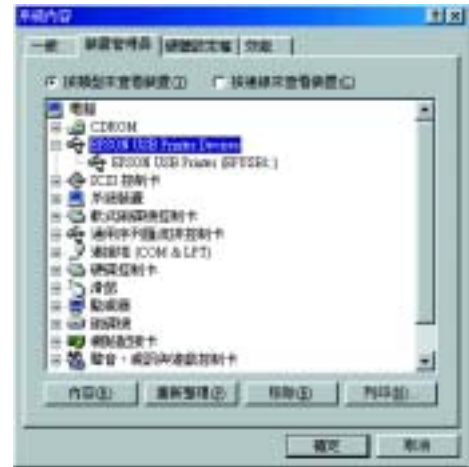 系統內容
一般 裝置管理員 硬體設定檔 效能
按類型來查看裝置(T) 按連線來查看裝置(C)
電腦
CDROM
EPSON USB Printer Devices
EPSON USB Printer (EPUSB1:)
SCSI 控制卡
系統裝置
軟式磁碟機控制卡
通用序列匯流排控制卡
連接埠 (COM & LPT)
硬碟控制卡
滑鼠
監視器
磁碟機
網路配接卡
聲音、視訊與遊戲控制卡
內容(R) 重新整理(F) 移除(E) 列印(N)
確定 取消